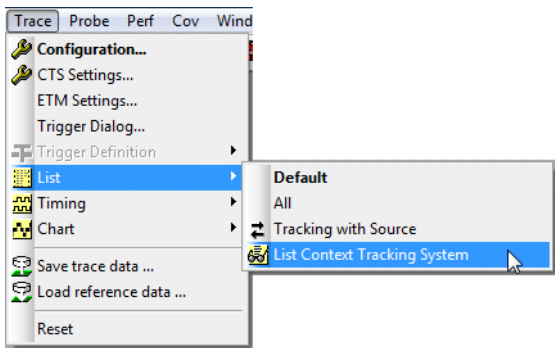 Trace Probe Perf Cov Wind
Configuration...
CTS Settings...
ETM Settings...
Trigger Dialog...
Trigger Definition
List
Timing
Chart
Save trace data ...
Load reference data ...
Reset
Default
All
Tracking with Source
List Context Tracking System